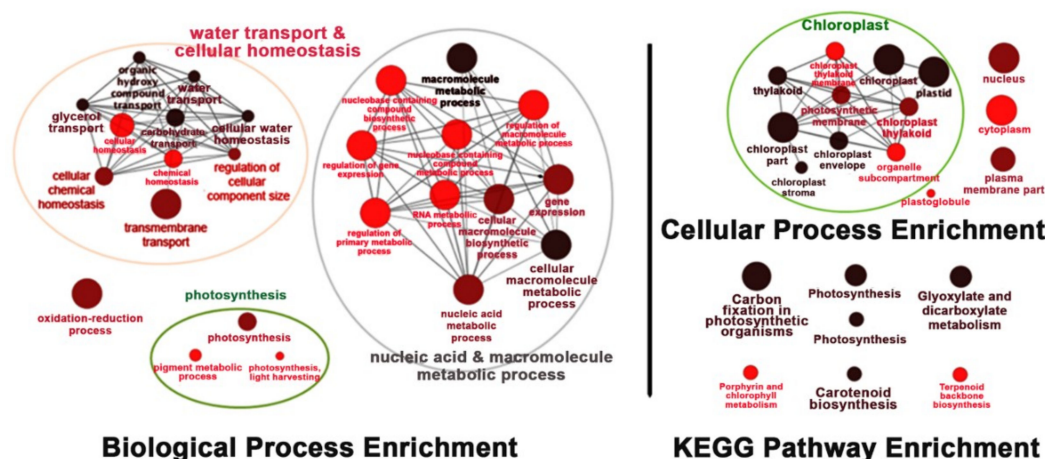 water transport &
cellular homeostasis
organic
hydroxy
compound
transport
water
transport
glycerol
transport
cellular
homeostasis
carbohydrate
transport
cellular water
homeostasis
chemical
homeostasis
cellular
chemical
homeostasis
regulation of
cellular
component size
transmembrane
transport
oxidation-reduction
process
photosynthesis
photosynthesis
pigment metabolic
process
photosynthesis,
light harvesting
macromolecule
metabolic
process
nucleobase containing
compound
biosynthetic
process
regulation of
macromolecule
metabolic process
regulation of gene
expression
nucleobase containing
compound
metabolic process
gene
expression
RNA metabolic
process
regulation of
primary metabolic
process
cellular
macromolecule
biosynthetic
process
cellular
macromolecule
metabolic
process
nucleic acid
metabolic
process
nucleic acid & macromolecule
metabolic process
Biological Process Enrichment
Chloroplast
chloroplast
thylakoid membrane
chloroplast
plastid
thylakoid
photosynthetic
membrane
chloroplast
thylakoid
chloroplast
part
chloroplast
envelope
organelle
subcompartment
chloroplast
stroma
plastoglobule
nucleus
cytoplasm
plasma
membrane part
Cellular Process Enrichment
Carbon
fixation in
photosynthetic
organisms
Photosynthesis
Photosynthesis
Glyoxylate and
dicarboxylate
metabolism
Porphyrin and
chlorophyll
metabolism
Carotenoid
biosynthesis
Terpenoid
backbone
biosynthesis
KEGG Pathway Enrichment